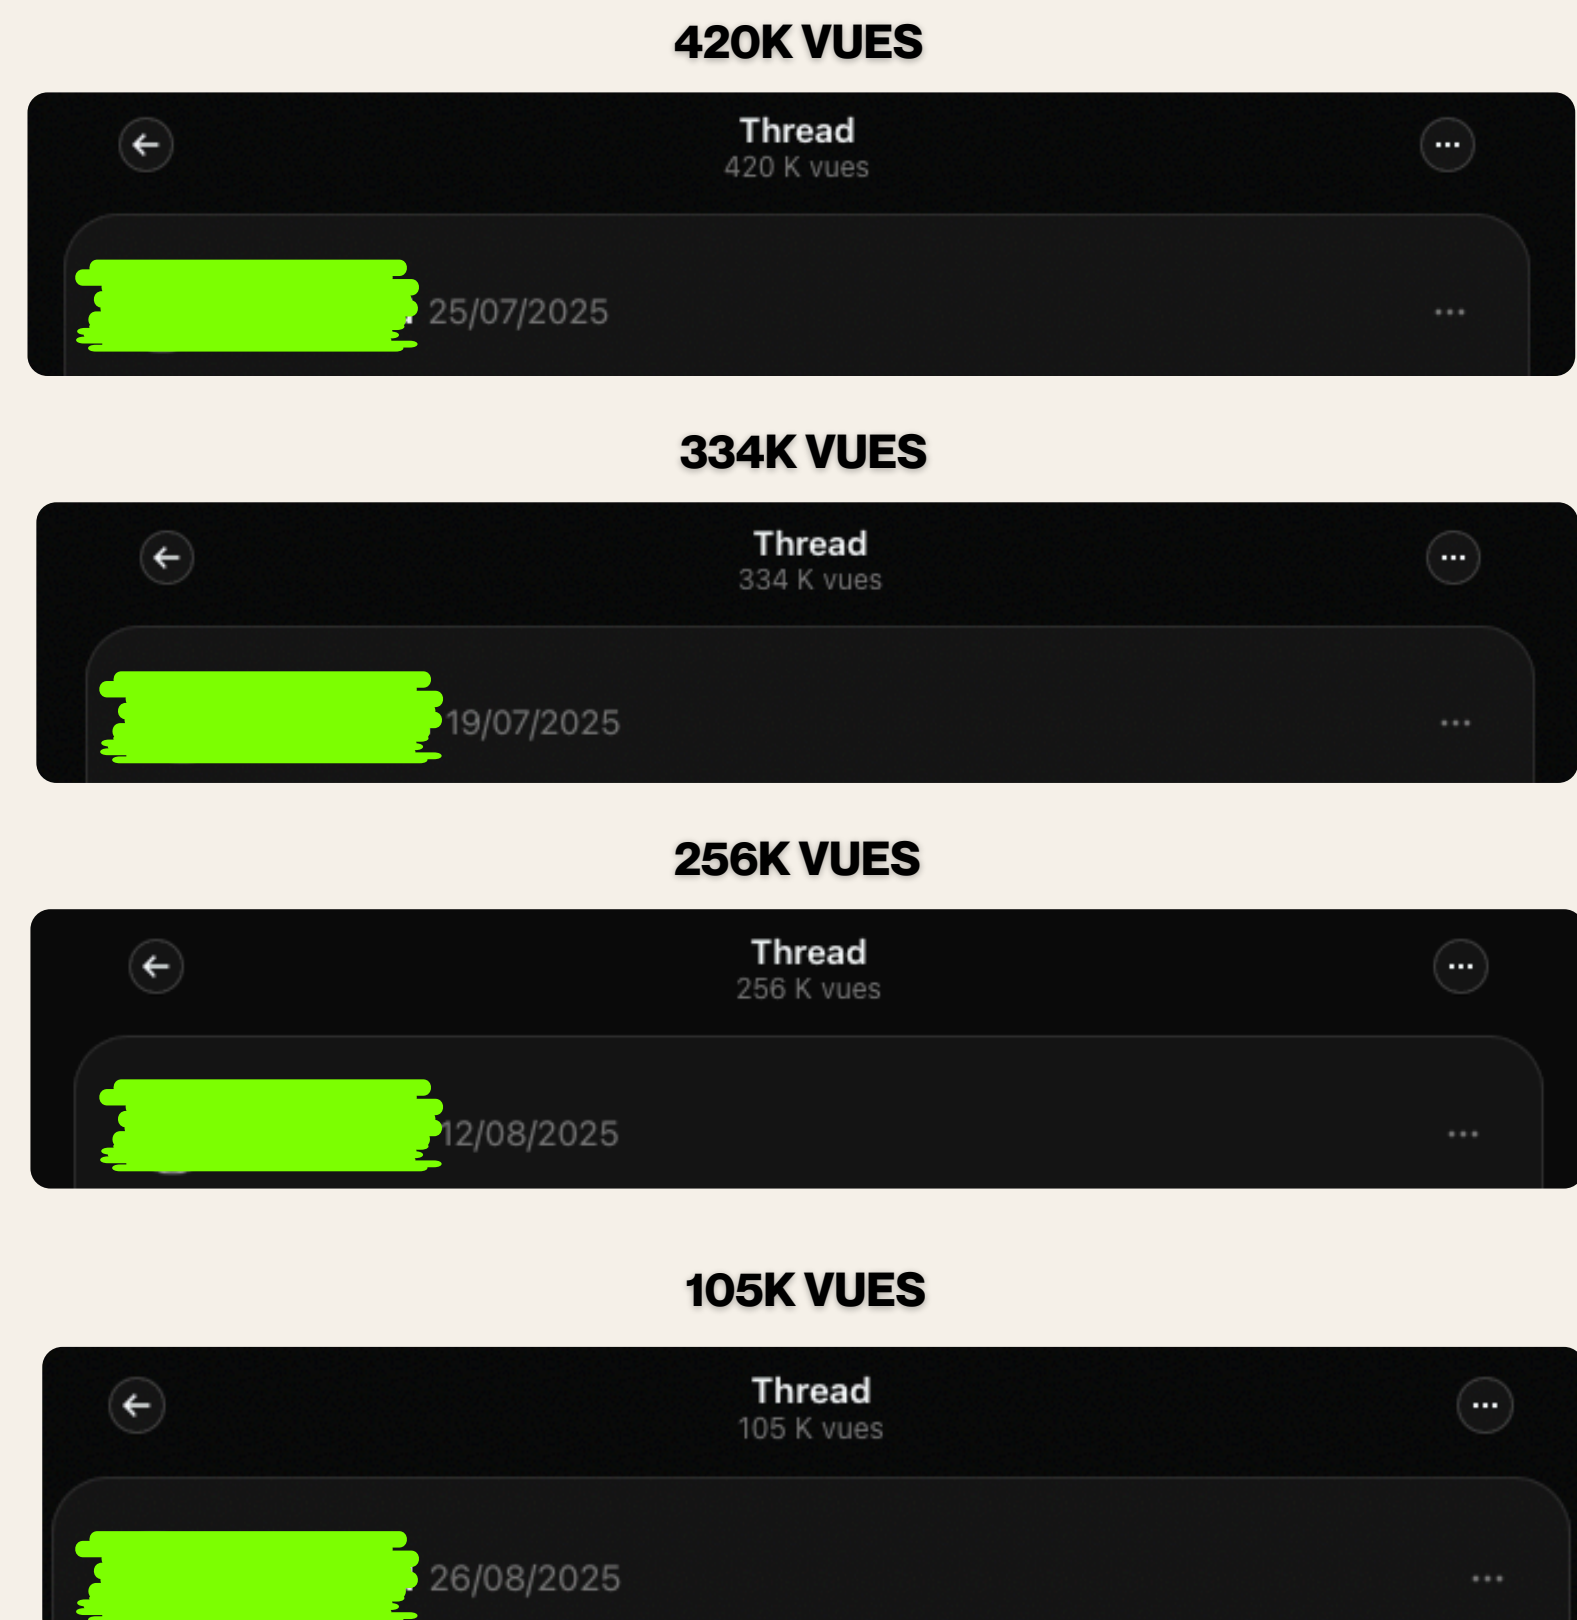 420K VUES
Thread
420 K vues
25/07/2025
334K VUES
Thread
334 K vues
19/07/2025
256K VUES
Thread
256 K vues
12/08/2025
105K VUES
Thread
105 K vues
26/08/2025